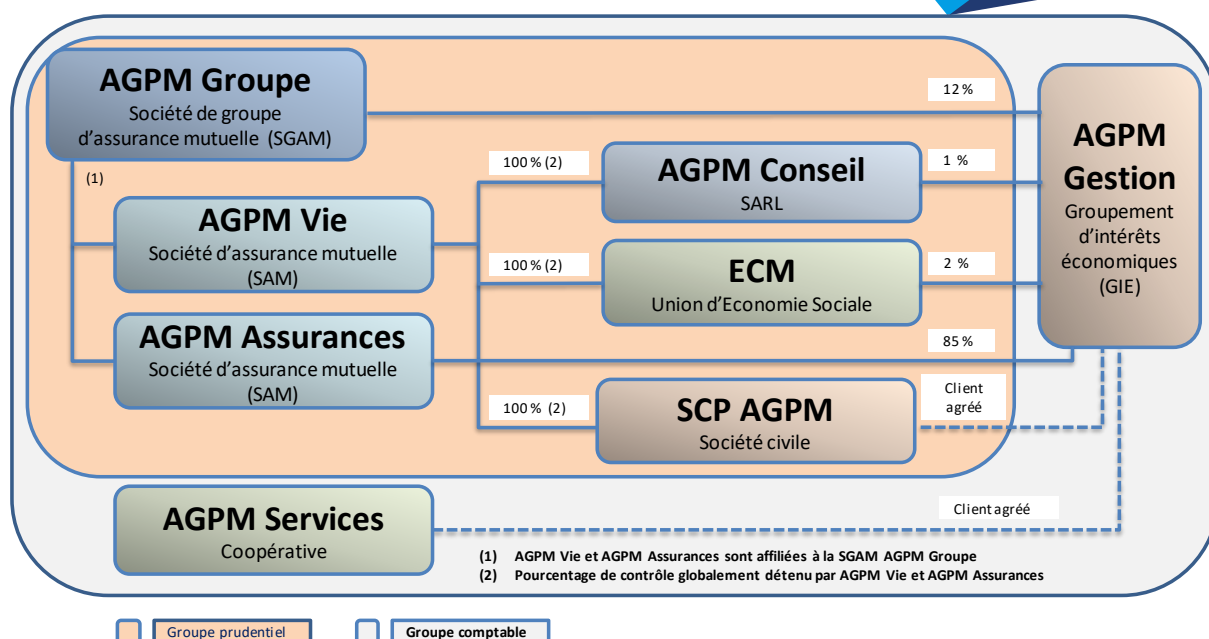 AGPM Groupe
Société de groupe
d'assurance mutuelle (SGAM)
12 %
AGPM
Gestion
Groupement
d'intérêts
économiques
(GIE)
(1)
100 % (2)
AGPM Conseil
SARL
1 %
AGPM Vie
Société d'assurance mutuelle
(SAM)
100 % (2)
ECM
Union d'Economie Sociale
2 %
AGPM Assurances
Société d'assurance mutuelle
(SAM)
85 %
100 % (2)
SCP AGPM
Société civile
Client
agréé
AGPM Services
Coopérative
Client agréé
(1) AGPM Vie et AGPM Assurances sont affiliées à la SGAM AGPM Groupe
(2) Pourcentage de contrôle globalement détenu par AGPM Vie et AGPM Assurances
Groupe prudentiel
Groupe comptable